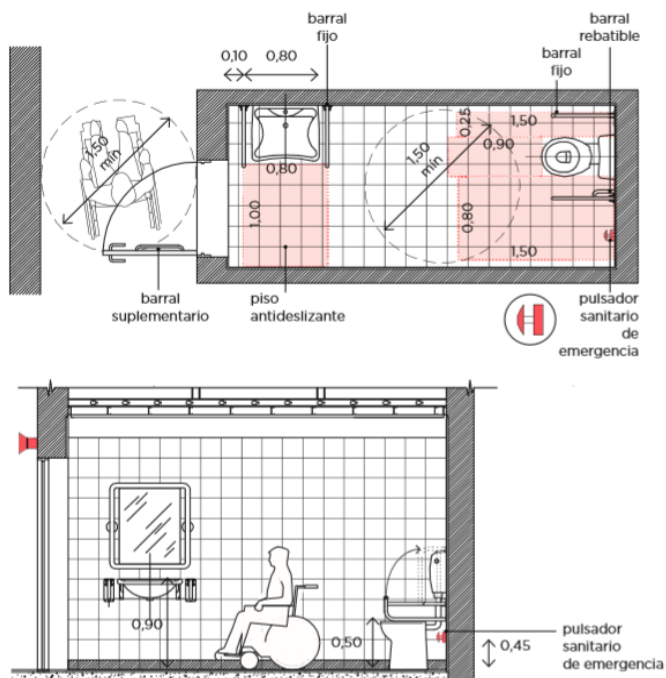 barral
fijo
barral
rebatible
barral
fijo
0,10
0,80
1,50
mín
0,80
1,00
1,50
mín
0,25
1,50
0,90
0,80
1,50
barral
suplementario
piso
antideslizante
pulsador
sanitario
de
emergencia
0,90
0,50
0,45
pulsador
sanitario
de emergencia